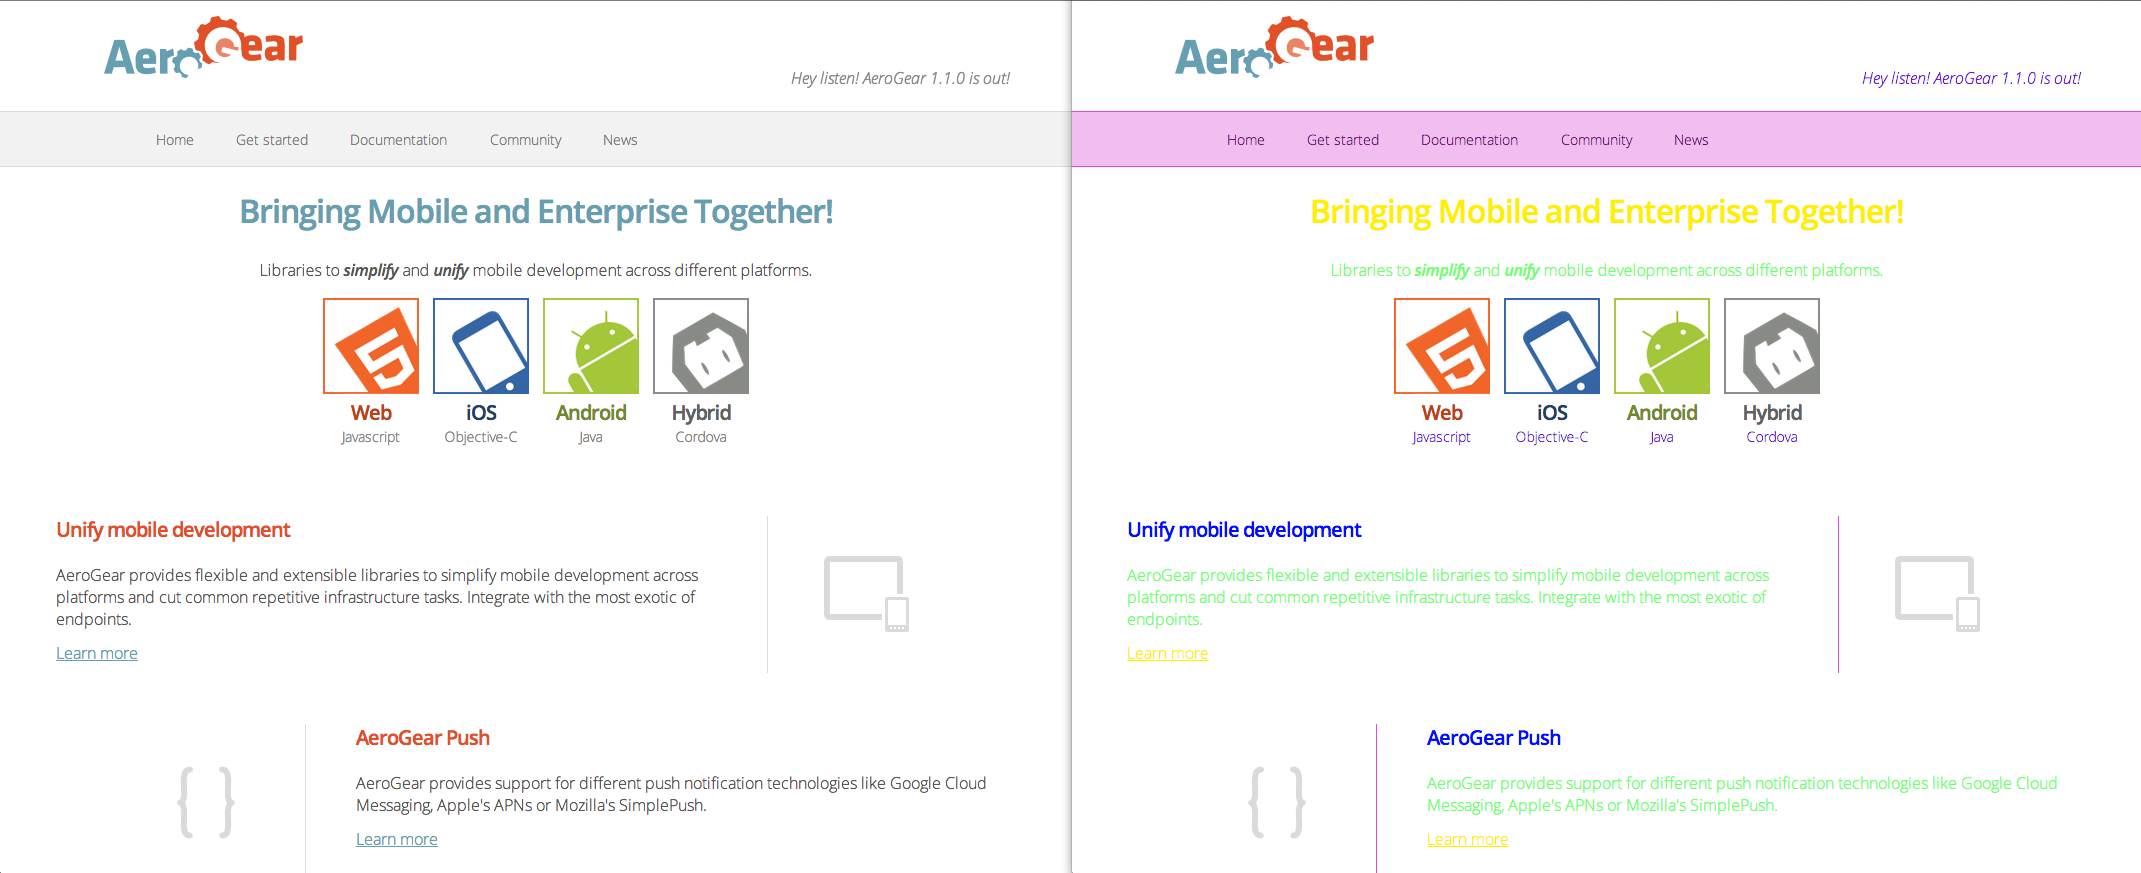 AeroGear
Hey listen! AeroGear 1.1.0 is out!
Home Get started Documentation Community News
Bringing Mobile and Enterprise Together!
Libraries to simplify and unify mobile development across different platforms.
Web iOS Android Hybrid
Javascript Objective-C Java Cordova
Unify mobile development
AeroGear provides flexible and extensible libraries to simplify mobile development across
platforms and cut common repetitive infrastructure tasks. Integrate with the most exotic of
endpoints.
Learn more
AeroGear Push
AeroGear provides support for different push notification technologies like Google Cloud
Messaging, Apple's APNs or Mozilla's SimplePush.
Learn more
AeroGear
Hey listen! AeroGear 1.1.0 is out!
Home Get started Documentation Community News
Bringing Mobile and Enterprise Together!
Libraries to simplify and unify mobile development across different platforms.
Web iOS Android Hybrid
Javascript Objective-C Java Cordova
Unify mobile development
AeroGear provides flexible and extensible libraries to simplify mobile development across
platforms and cut common repetitive infrastructure tasks. Integrate with the most exotic of
endpoints.
Learn more
AeroGear Push
AeroGear provides support for different push notification technologies like Google Cloud
Messaging, Apple's APNs or Mozilla's SimplePush.
Learn more